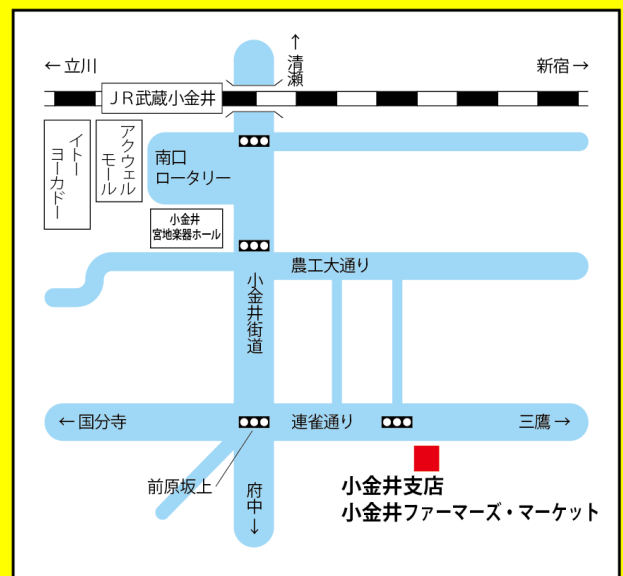 ↑清瀬
←立川
新宿→
ＪＲ武蔵小金井
イトーヨーカドー
アクウェルモール
南口
ロータリー
小金井
宮地楽器ホール
農工大通り
小金井街道
←国分寺
連雀通り
三鷹→
前原坂上
府中→
小金井支店
小金井ファーマーズ・マーケット